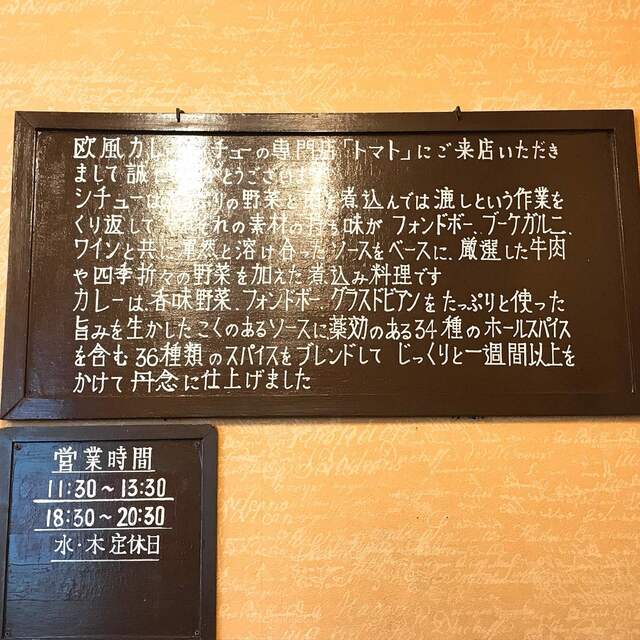 欧風カレ チューの専門店「トマト」にご来店いただき
まして誠 がとうござい
シチューは ぷりの野菜と肉を煮込んでは漉しという作業を
くり返して それの素材の持ち味が フォンドボー、ブーケガルニ、
ワインと共に渾然と溶け合ったソースをベースに、厳選した牛肉
や四季折々の野菜を加えた煮込み料理です
カレーは、香味野菜、フォンドボー、グラスドビアンをたっぷりと使った
旨みを生かしたこくのあるソースに薬効のある34種のホールスパイス
を含む 36種類のスパイスをブレンドして じっくりと一週間以上を
かけて 丹念に仕上げました
営業時間
11:30〜13:30
18:30〜20:30
水・木定休日